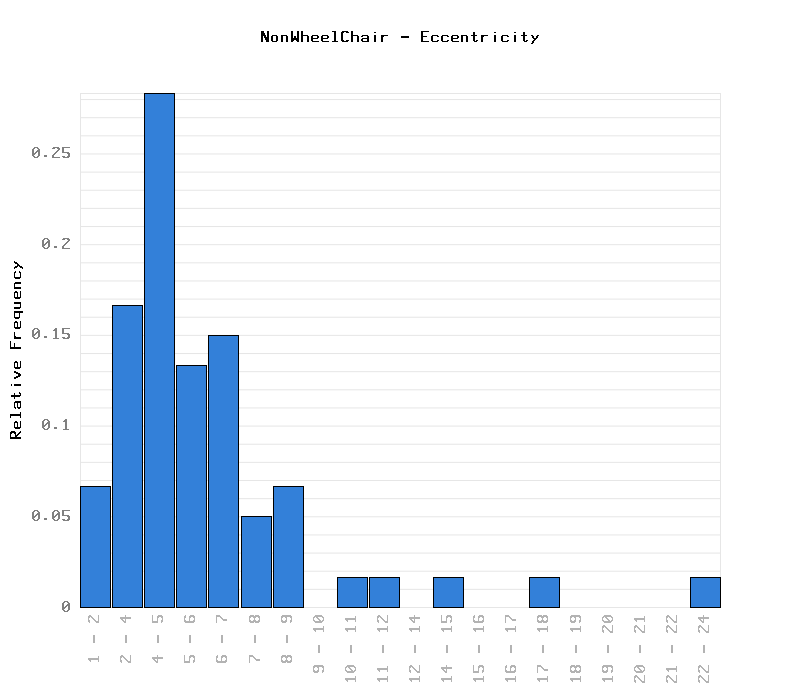 NonWheelChair - Eccentricity
Relative Frequency
0.25
0.2
0.15
0.1
0.05
0
1 - 2
2 - 4
4 - 5
5 - 6
6 - 7
7 - 8
8 - 9
9 - 10
10 - 11
11 - 12
12 - 14
14 - 15
15 - 16
16 - 17
17 - 18
18 - 19
19 - 20
20 - 21
21 - 22
22 - 24